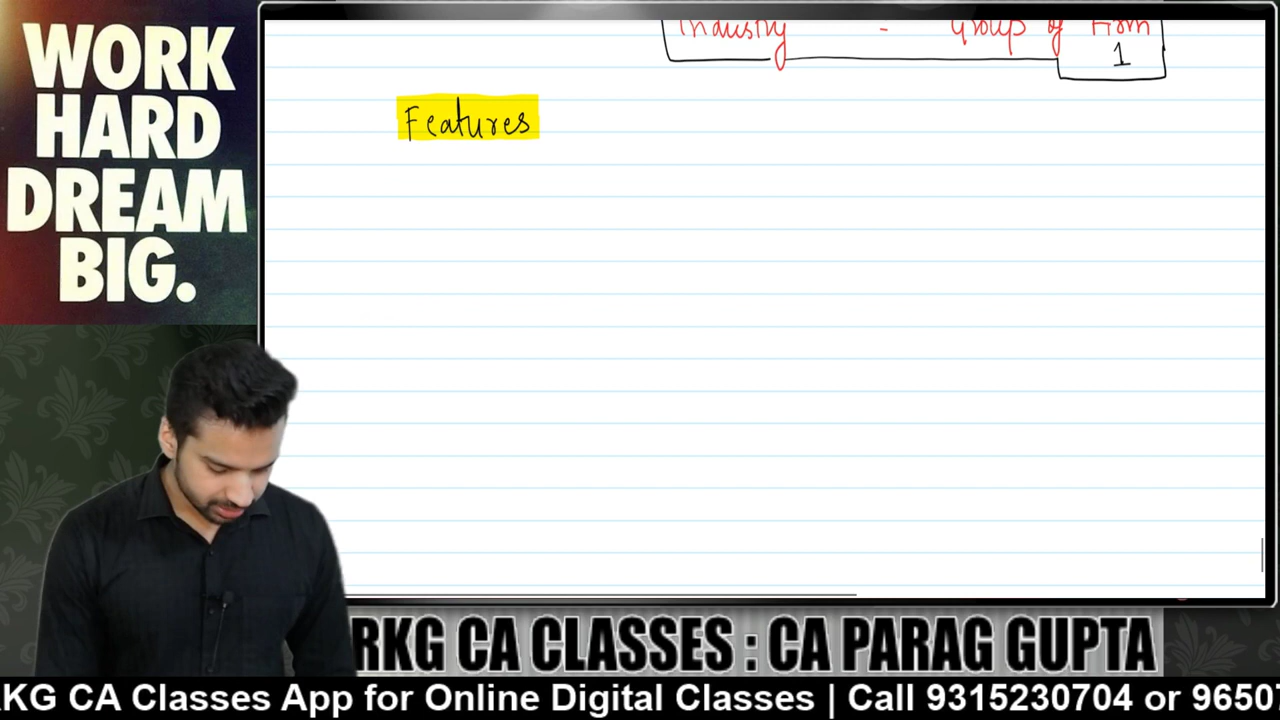 WORK
HARD
DREAM
BIG.
Industry - Group of Firm
1
Features
RKG CA CLASSES : CA PARAG GUPTA
KG CA Classes App for Online Digital Classes | Call 9315230704 or 9650